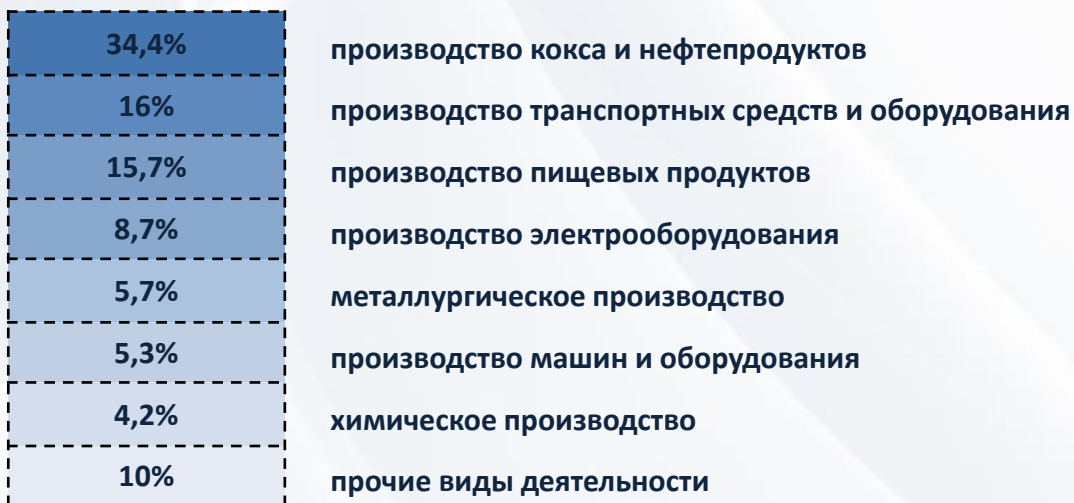 34,4% производство кокса и нефтепродуктов
16% производство транспортных средств и оборудования
15,7% производство пищевых продуктов
8,7% производство электрооборудования
5,7% металлургическое производство
5,3% производство машин и оборудования
4,2% химическое производство
10% прочие виды деятельности